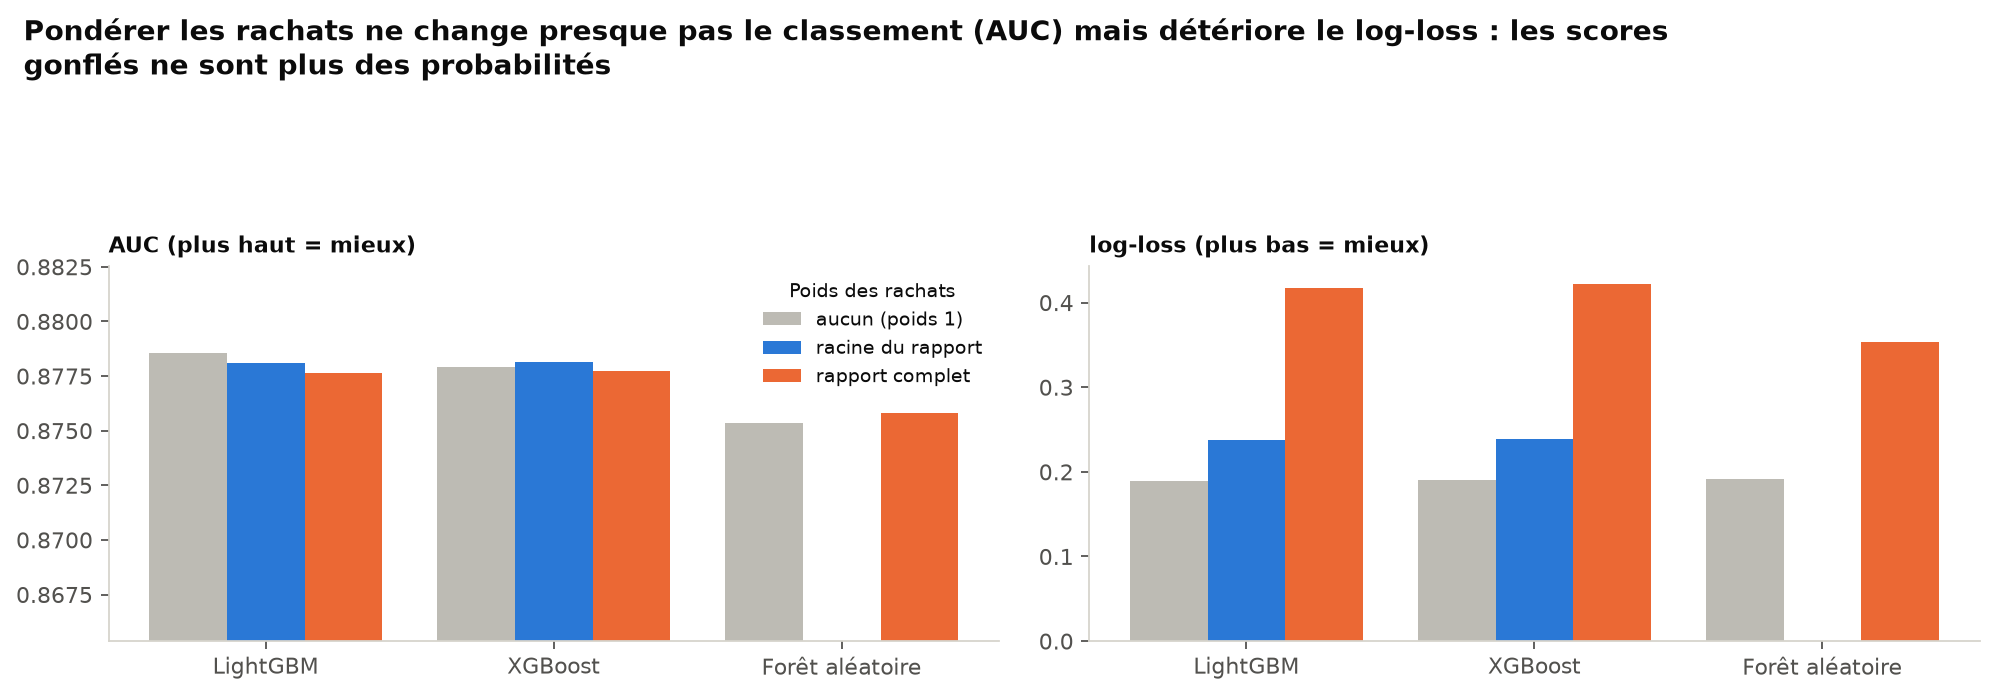 Pondérer les rachats ne change presque pas le classement (AUC) mais détériore le log-loss : les scores
gonflés ne sont plus des probabilités
AUC (plus haut = mieux)
0.8825
0.8800
0.8775
0.8750
0.8725
0.8700
0.8675
Poids des rachats
aucun (poids 1)
racine du rapport
rapport complet
LightGBM
XGBoost
Forêt aléatoire
log-loss (plus bas = mieux)
0.4
0.3
0.2
0.1
0.0
LightGBM
XGBoost
Forêt aléatoire